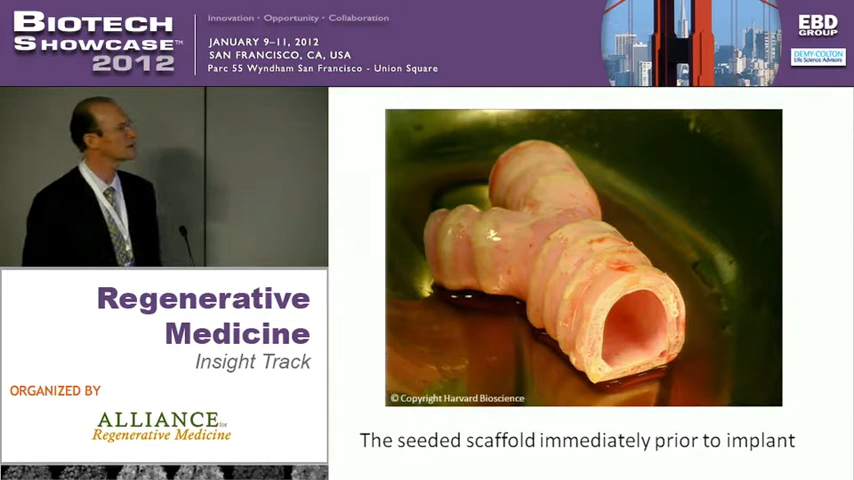 BIOTECH
SHOWCASE™
2012
Innovation • Opportunity • Collaboration
JANUARY 9–11, 2012
SAN FRANCISCO, CA, USA
Parc 55 Wyndham San Francisco - Union Square
EBD
GROUP
DEMY-COLTON
Life Science Advisors
Regenerative
Medicine
Insight Track
ORGANIZED BY
ALLIANCE for
Regenerative Medicine
© Copyright Harvard Bioscience
The seeded scaffold immediately prior to implant